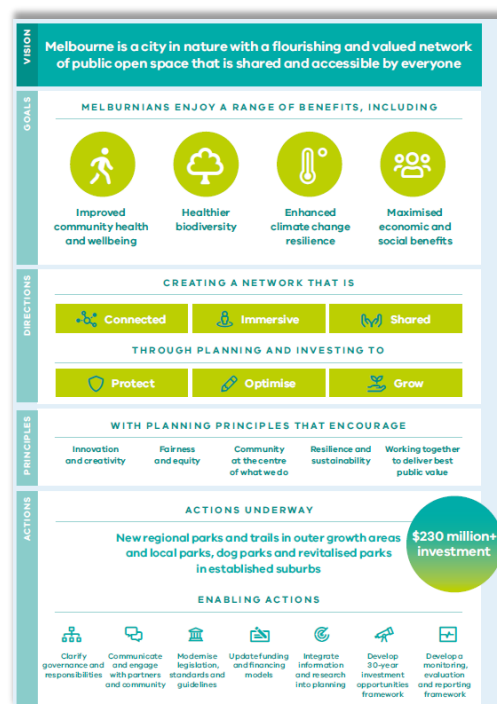 VISION
Melbourne is a city in nature with a flourishing and valued network
of public open space that is shared and accessible by everyone
GOALS
MELBURNIANS ENJOY A RANGE OF BENEFITS, INCLUDING
Improved
community health
and wellbeing
Healthier
biodiversity
Enhanced
climate change
resilience
Maximised
economic and
social benefits
DIRECTIONS
CREATING A NETWORK THAT IS
Connected
Immersive
Shared
THROUGH PLANNING AND INVESTING TO
Protect
Optimise
Grow
PRINCIPLES
WITH PLANNING PRINCIPLES THAT ENCOURAGE
Innovation
and creativity
Fairness
and equity
Community
at the centre
of what we do
Resilience and
sustainability
Working together
to deliver best
public value
ACTIONS
ACTIONS UNDERWAY
New regional parks and trails in outer growth areas
and local parks, dog parks and revitalised parks
in established suburbs
$230 million+
investment
ENABLING ACTIONS
Clarify
governance and
responsibilities
Communicate
and engage
with partners
and community
Modernise
legislation,
standards and
guidelines
Update funding
and financing
models
Integrate
information
and research
into planning
Develop
30-year
investment
opportunities
framework
Develop a
monitoring,
evaluation
and reporting
framework